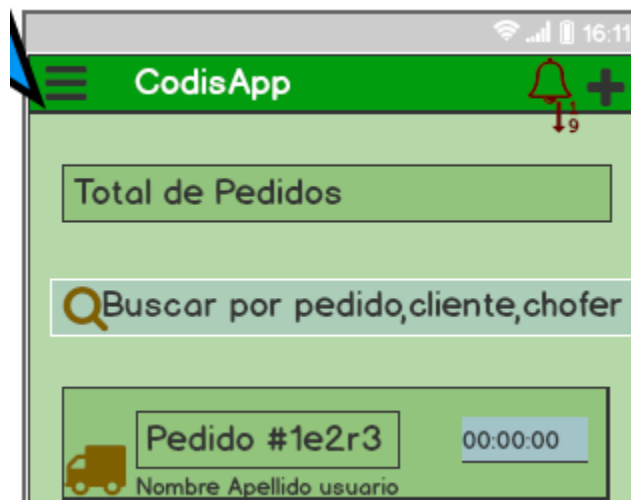 16:11
CodisApp
1
9
Total de Pedidos
Buscar por pedido,cliente,chofer
Pedido #1e2r3
00:00:00
Nombre Apellido usuario